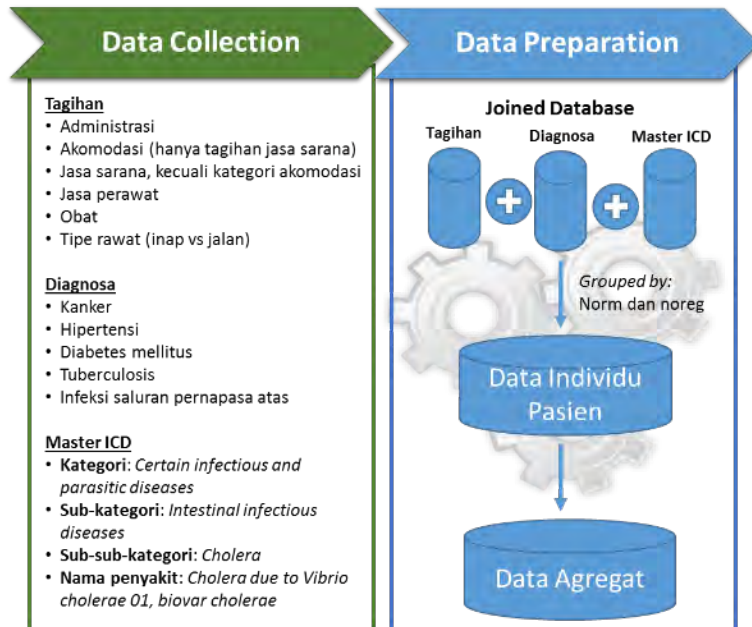 Data Collection
Tagihan
• Administrasi
• Akomodasi (hanya tagihan jasa sarana)
• Jasa sarana, kecuali kategori akomodasi
• Jasa perawat
• Obat
• Tipe rawat (inap vs jalan)
Diagnosa
• Kanker
• Hipertensi
• Diabetes mellitus
• Tuberculosis
• Infeksi saluran pernapasa atas
Master ICD
• Kategori: Certain infectious and
parasitic diseases
• Sub-kategori: Intestinal infectious
diseases
• Sub-sub-kategori: Cholera
• Nama penyakit: Cholera due to Vibrio
cholerae 01, biovar cholerae
Data Preparation
Joined Database
Tagihan Diagnosa Master ICD
Grouped by:
Norm dan noreg
Data Individu
Pasien
Data Agregat